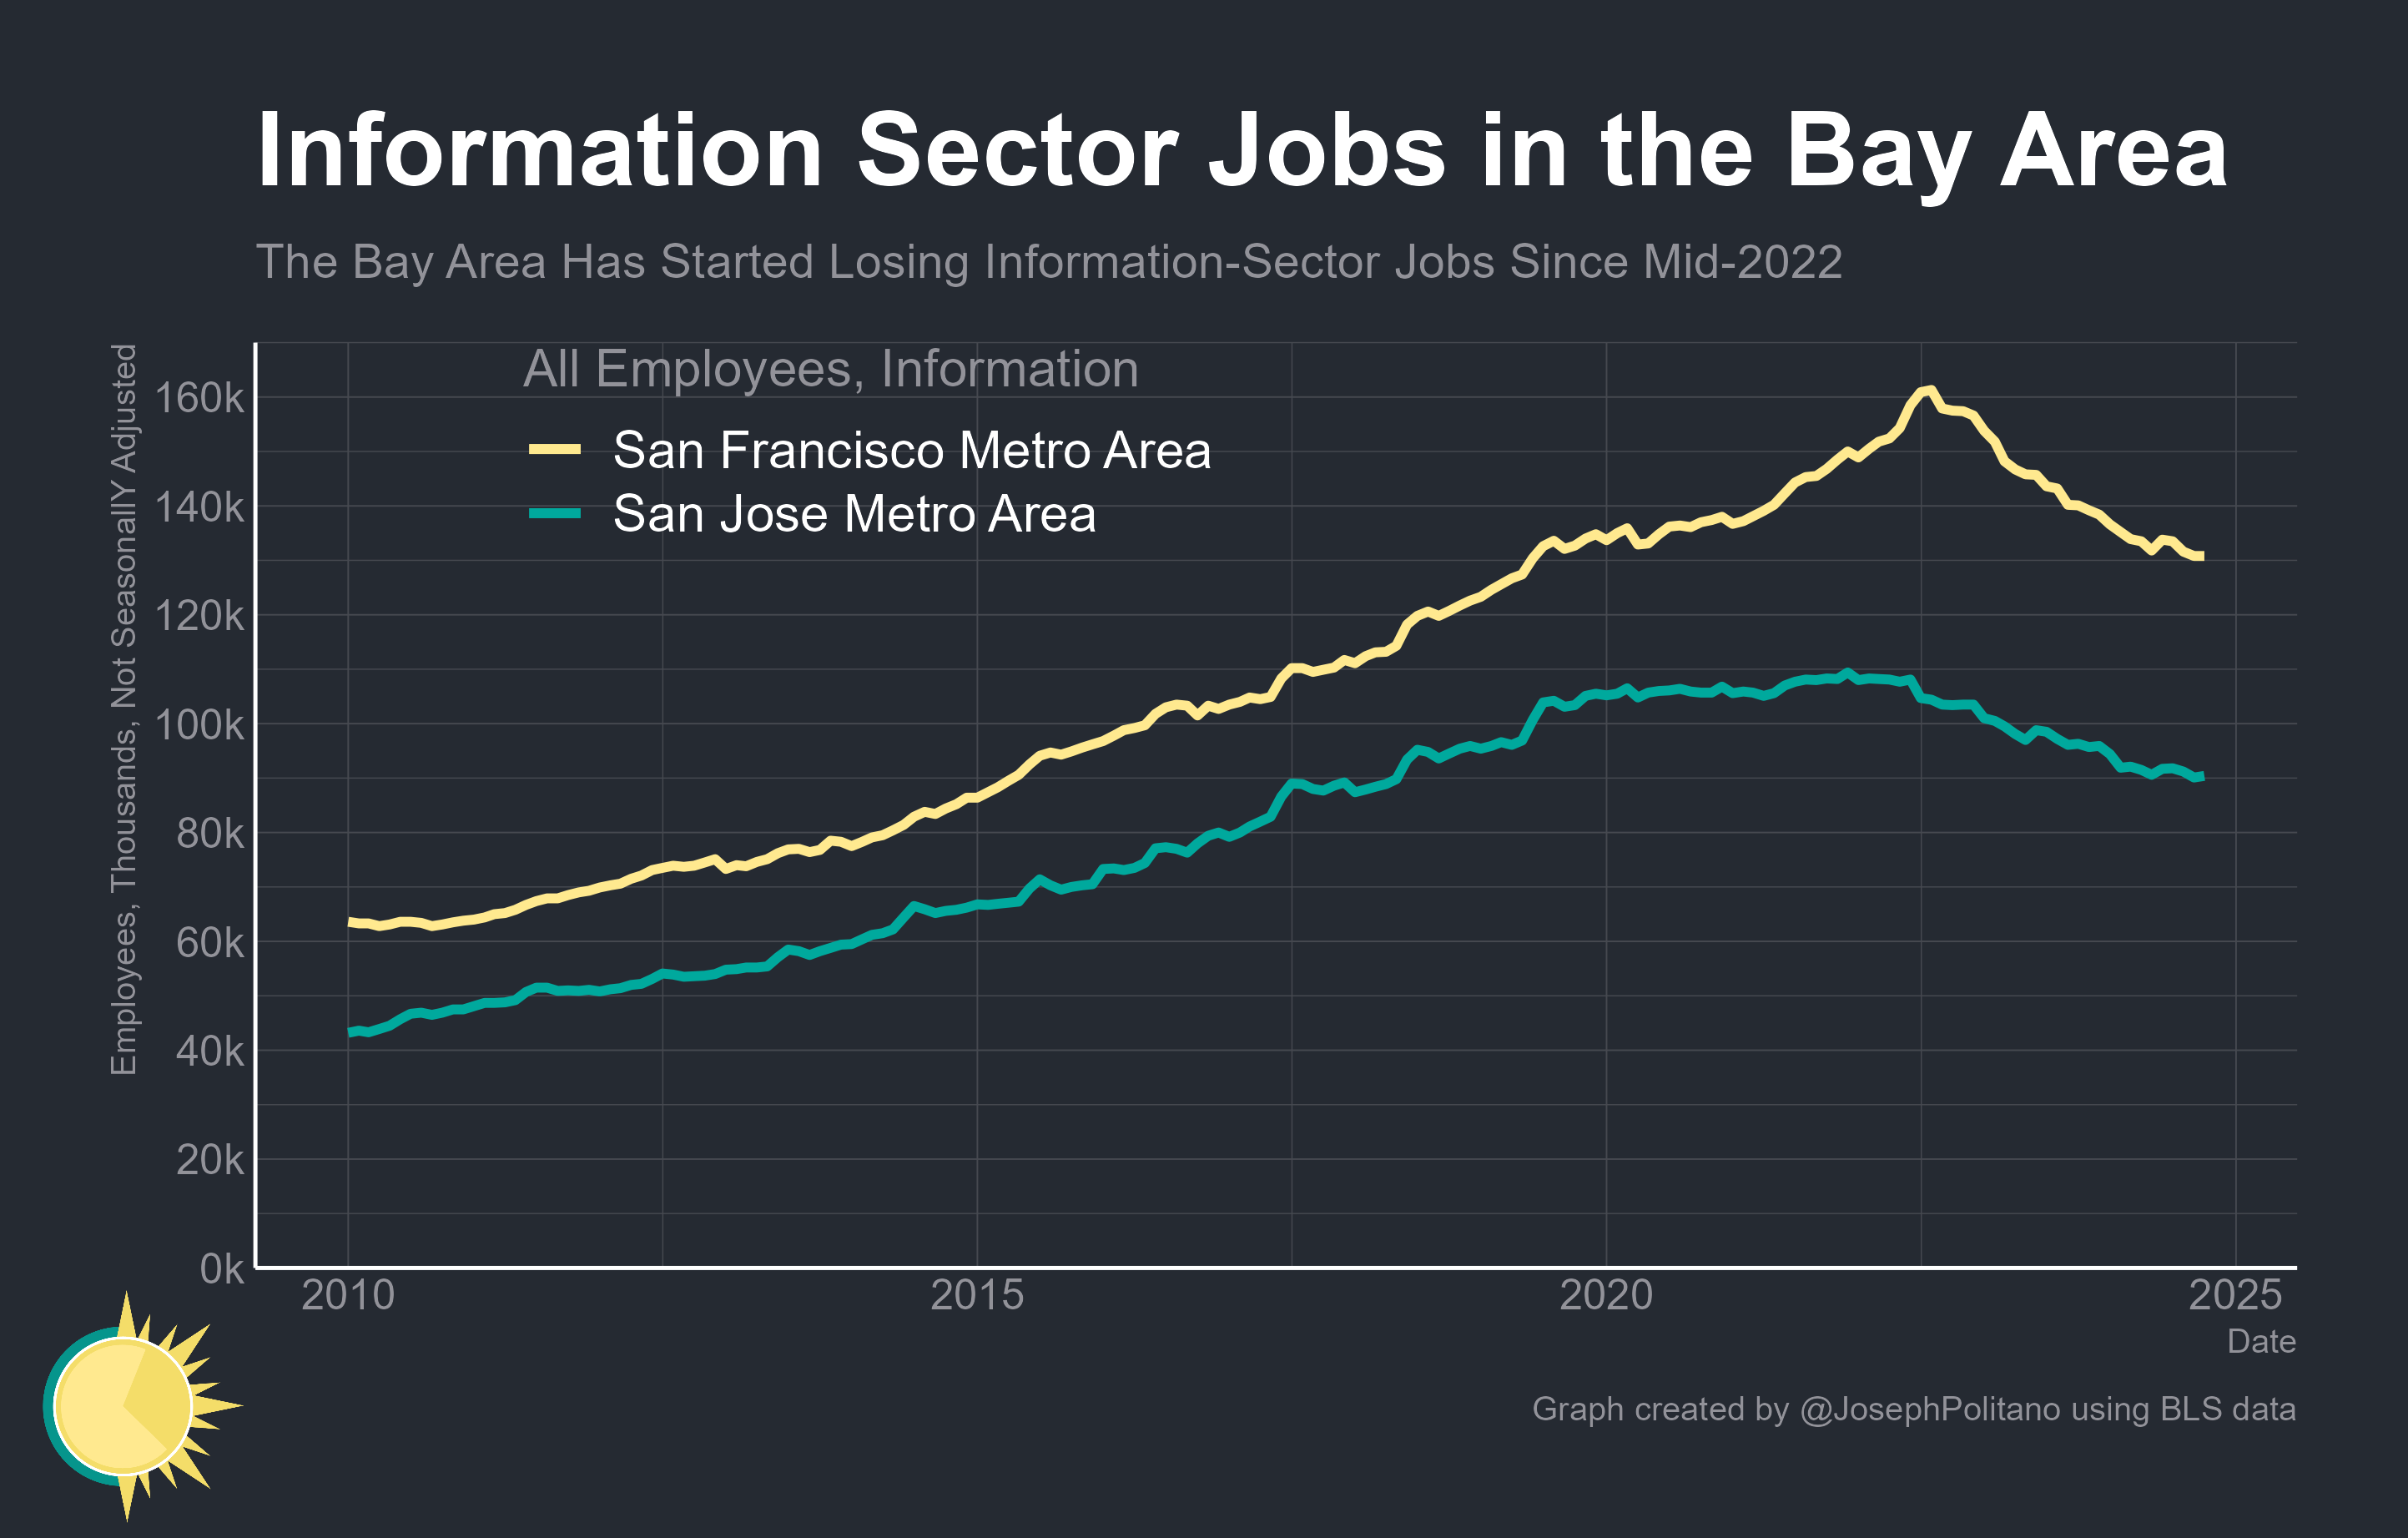 Information Sector Jobs in the Bay Area
The Bay Area Has Started Losing Information-Sector Jobs Since Mid-2022
Employees, Thousands, Not SeasonallY Adjusted
All Employees, Information
San Francisco Metro Area
San Jose Metro Area
160k
140k
120k
100k
80k
60k
40k
20k
0k
2010 2015 2020 2025
Date
Graph created by @JosephPolitano using BLS data